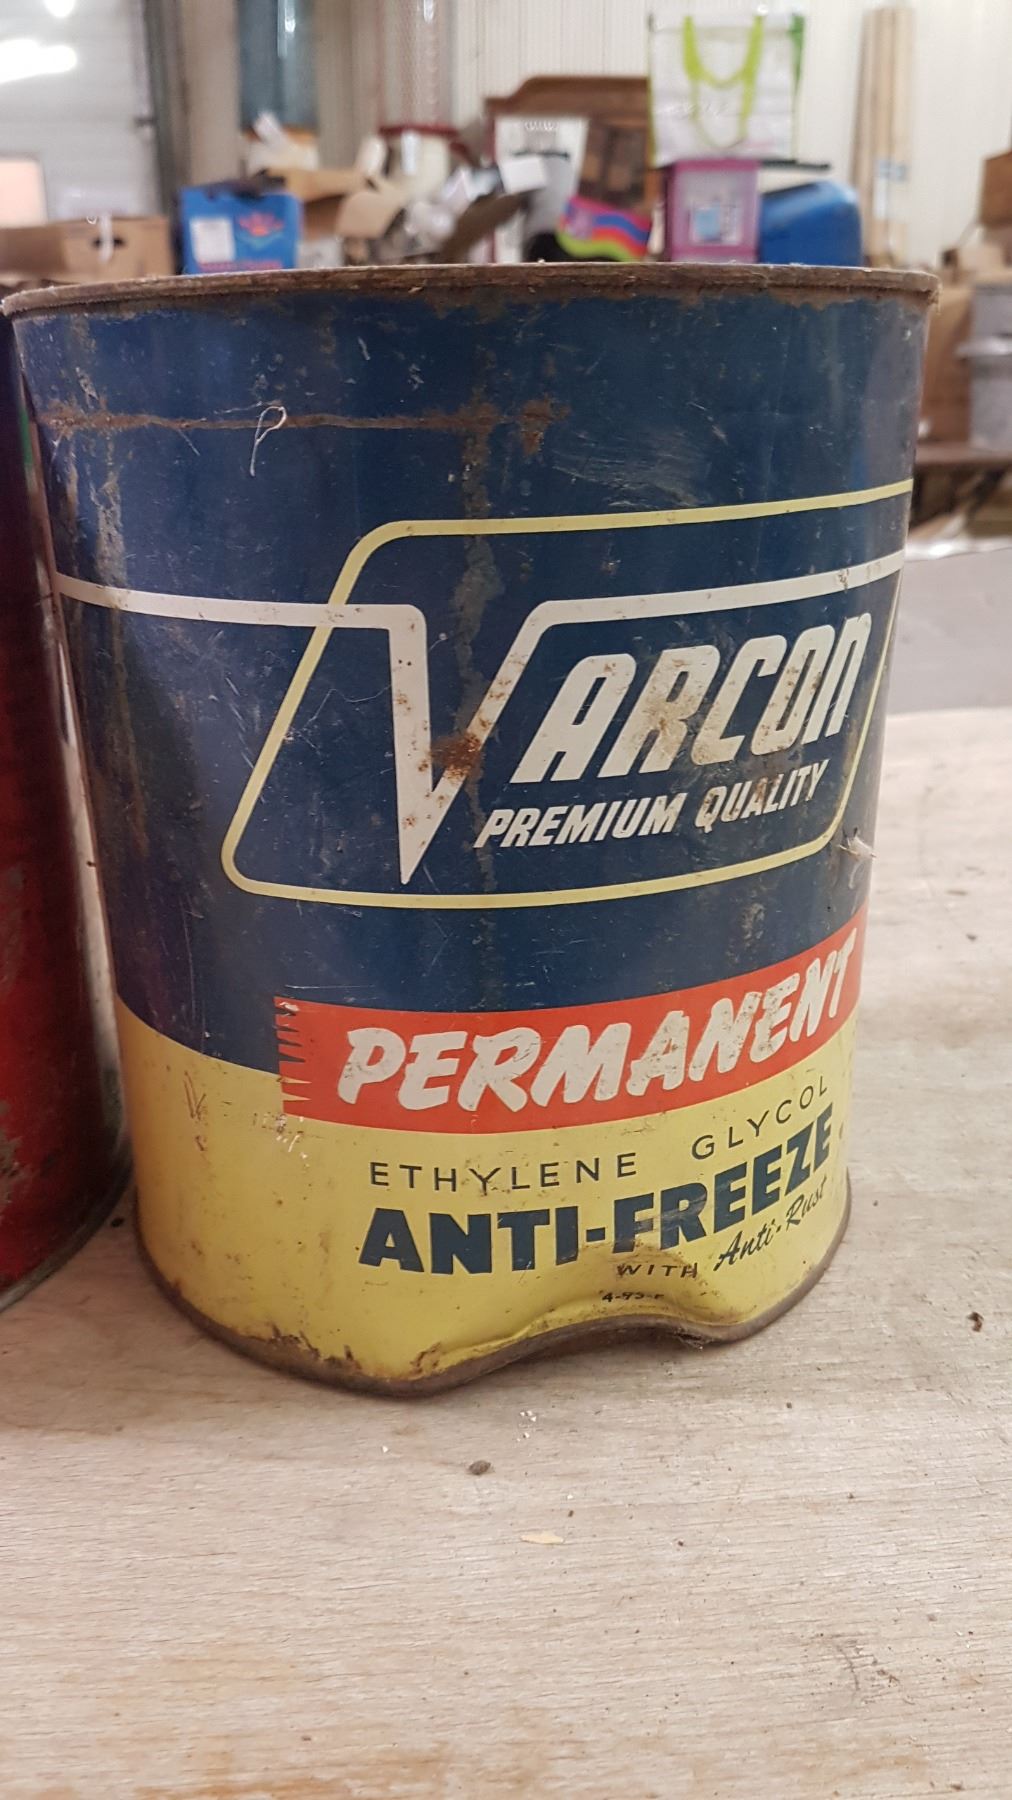 VARCON
PREMIUM QUALITY
PERMANENT
ETHYLENE GLYCOL
ANTI-FREEZE
WITH Anti-Rust